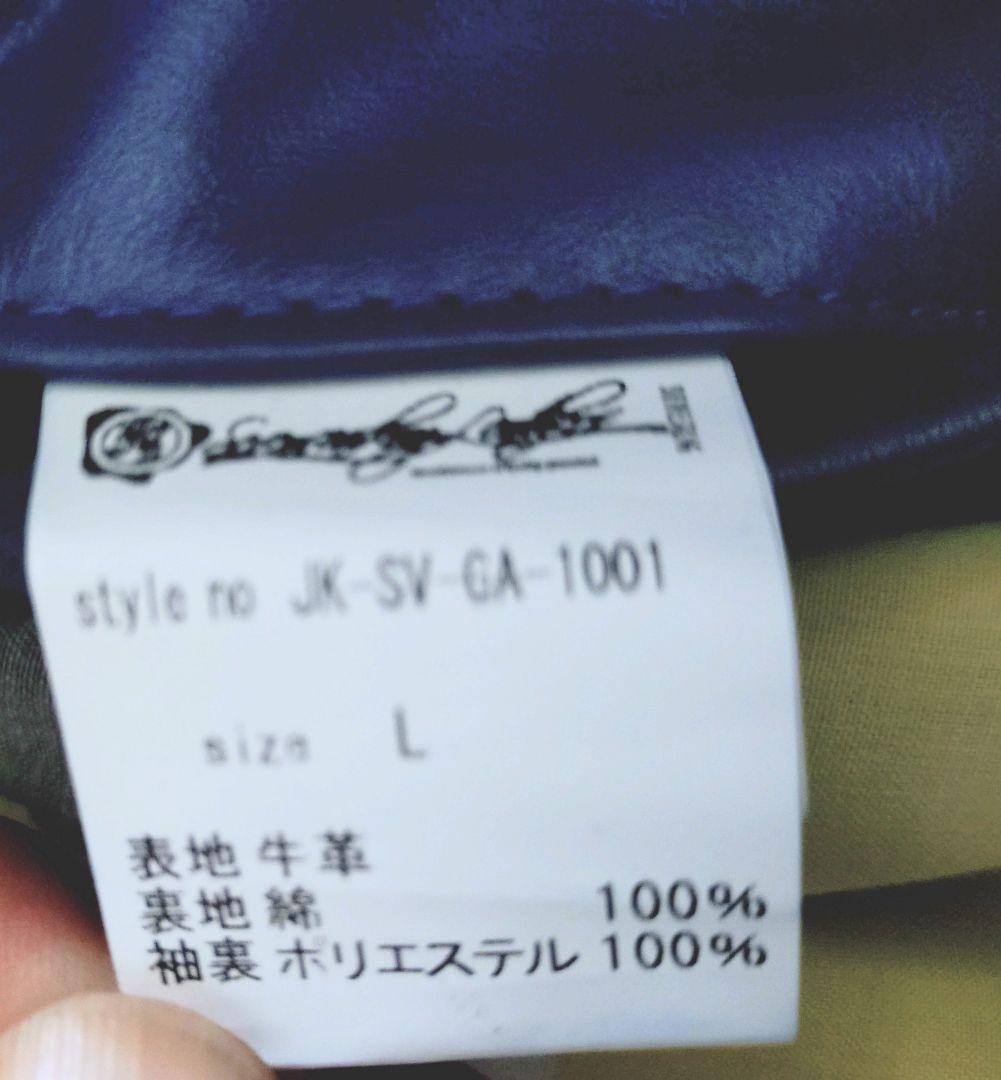 style no JK-SV-GA-1001
size L
表地 牛革
裏地 綿 100%
袖裏 ポリエステル 100%